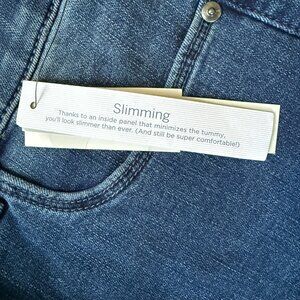 Slimming
Thanks to an inside panel that minimizes the tummy,
you'll look slimmer than ever. (And still be super comfortable!)